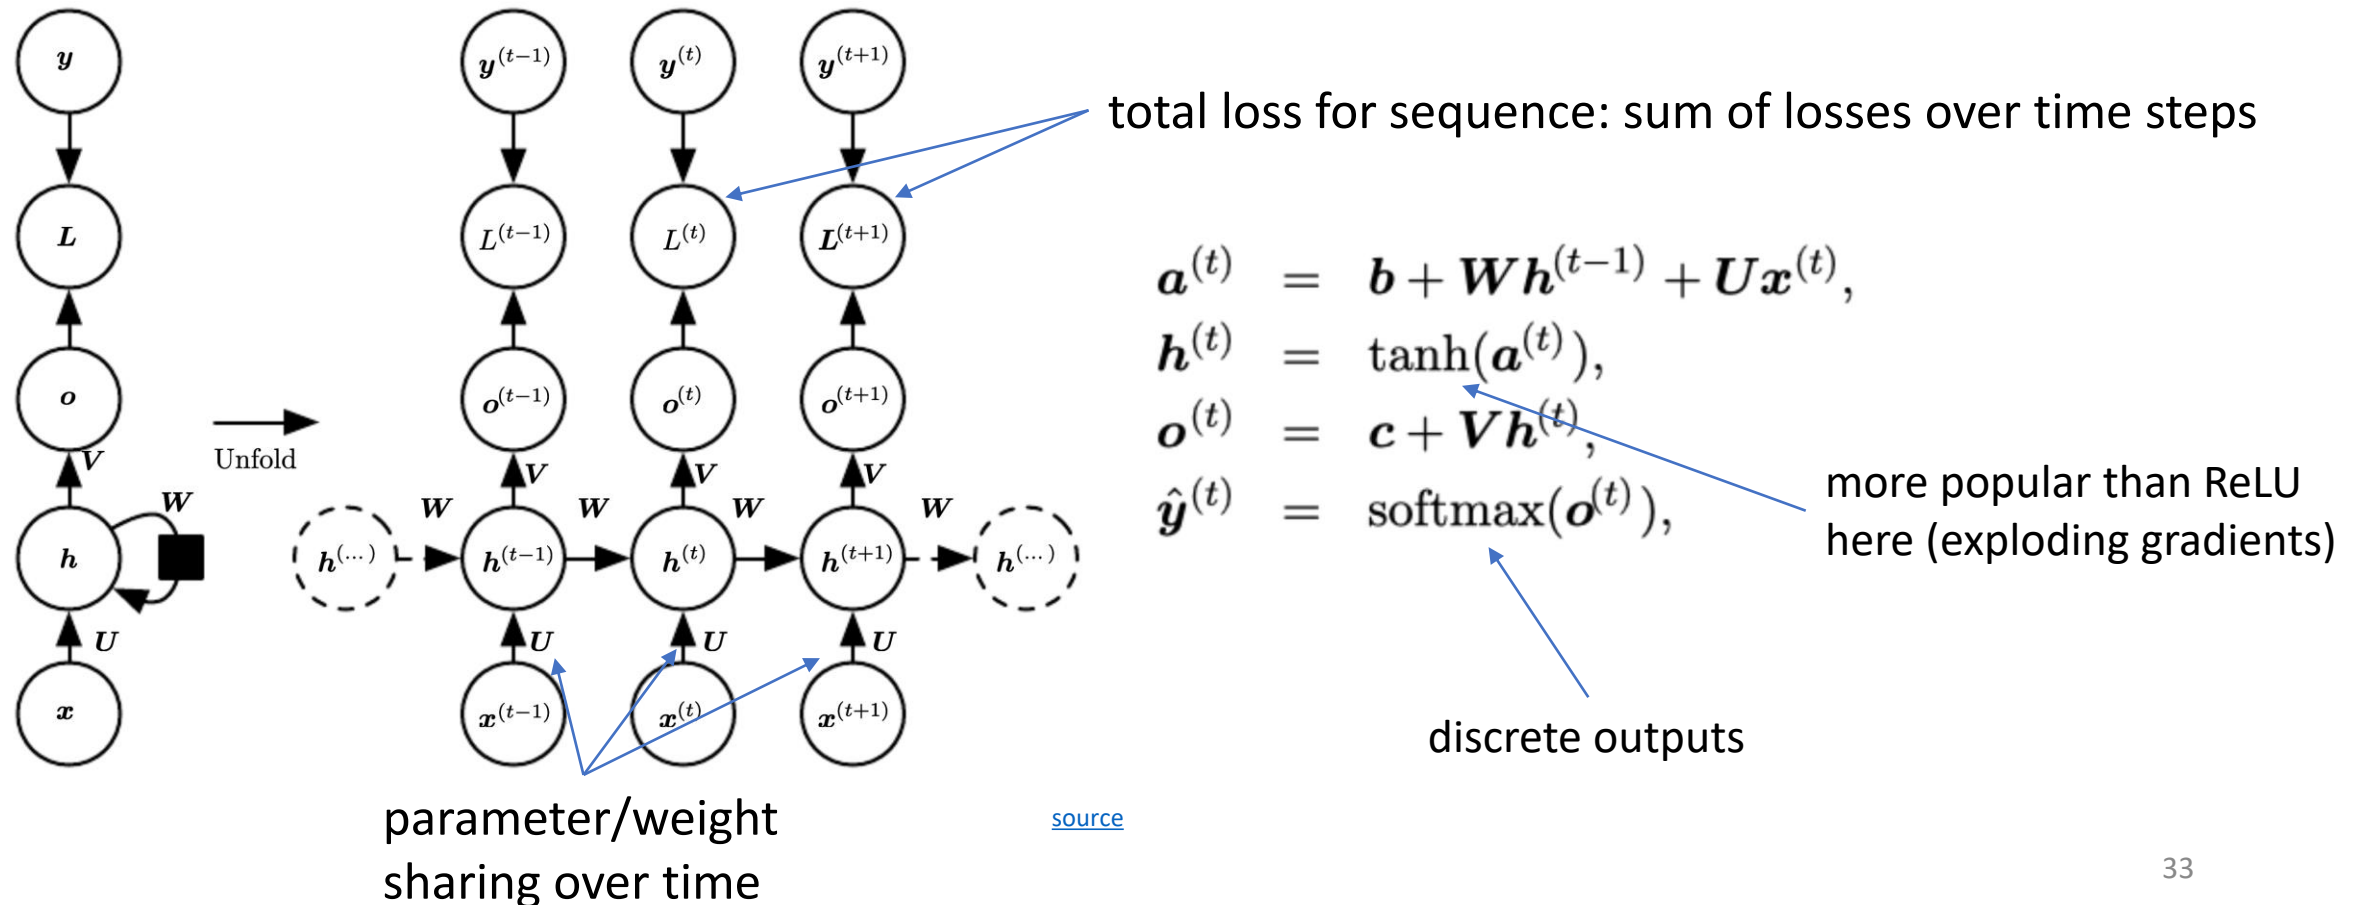 y
y^(t−1)
y^(t)
y^(t+1)
total loss for sequence: sum of losses over time steps
L
L^(t−1)
L^(t)
L^(t+1)
a^(t) = b + Wh^(t−1) + Ux^(t),
h^(t) = tanh(a^(t)),
o^(t) = c + Vh^(t),
ŷ^(t) = softmax(o^(t)),
o
o^(t−1)
o^(t)
o^(t+1)
Unfold
V
V
V
V
more popular than ReLU
here (exploding gradients)
W
W
W
W
W
h
h^(...)
h^(t−1)
h^(t)
h^(t+1)
h^(...)
U
U
U
U
x
x^(t−1)
x^(t)
x^(t+1)
discrete outputs
parameter/weight
sharing over time
source
33